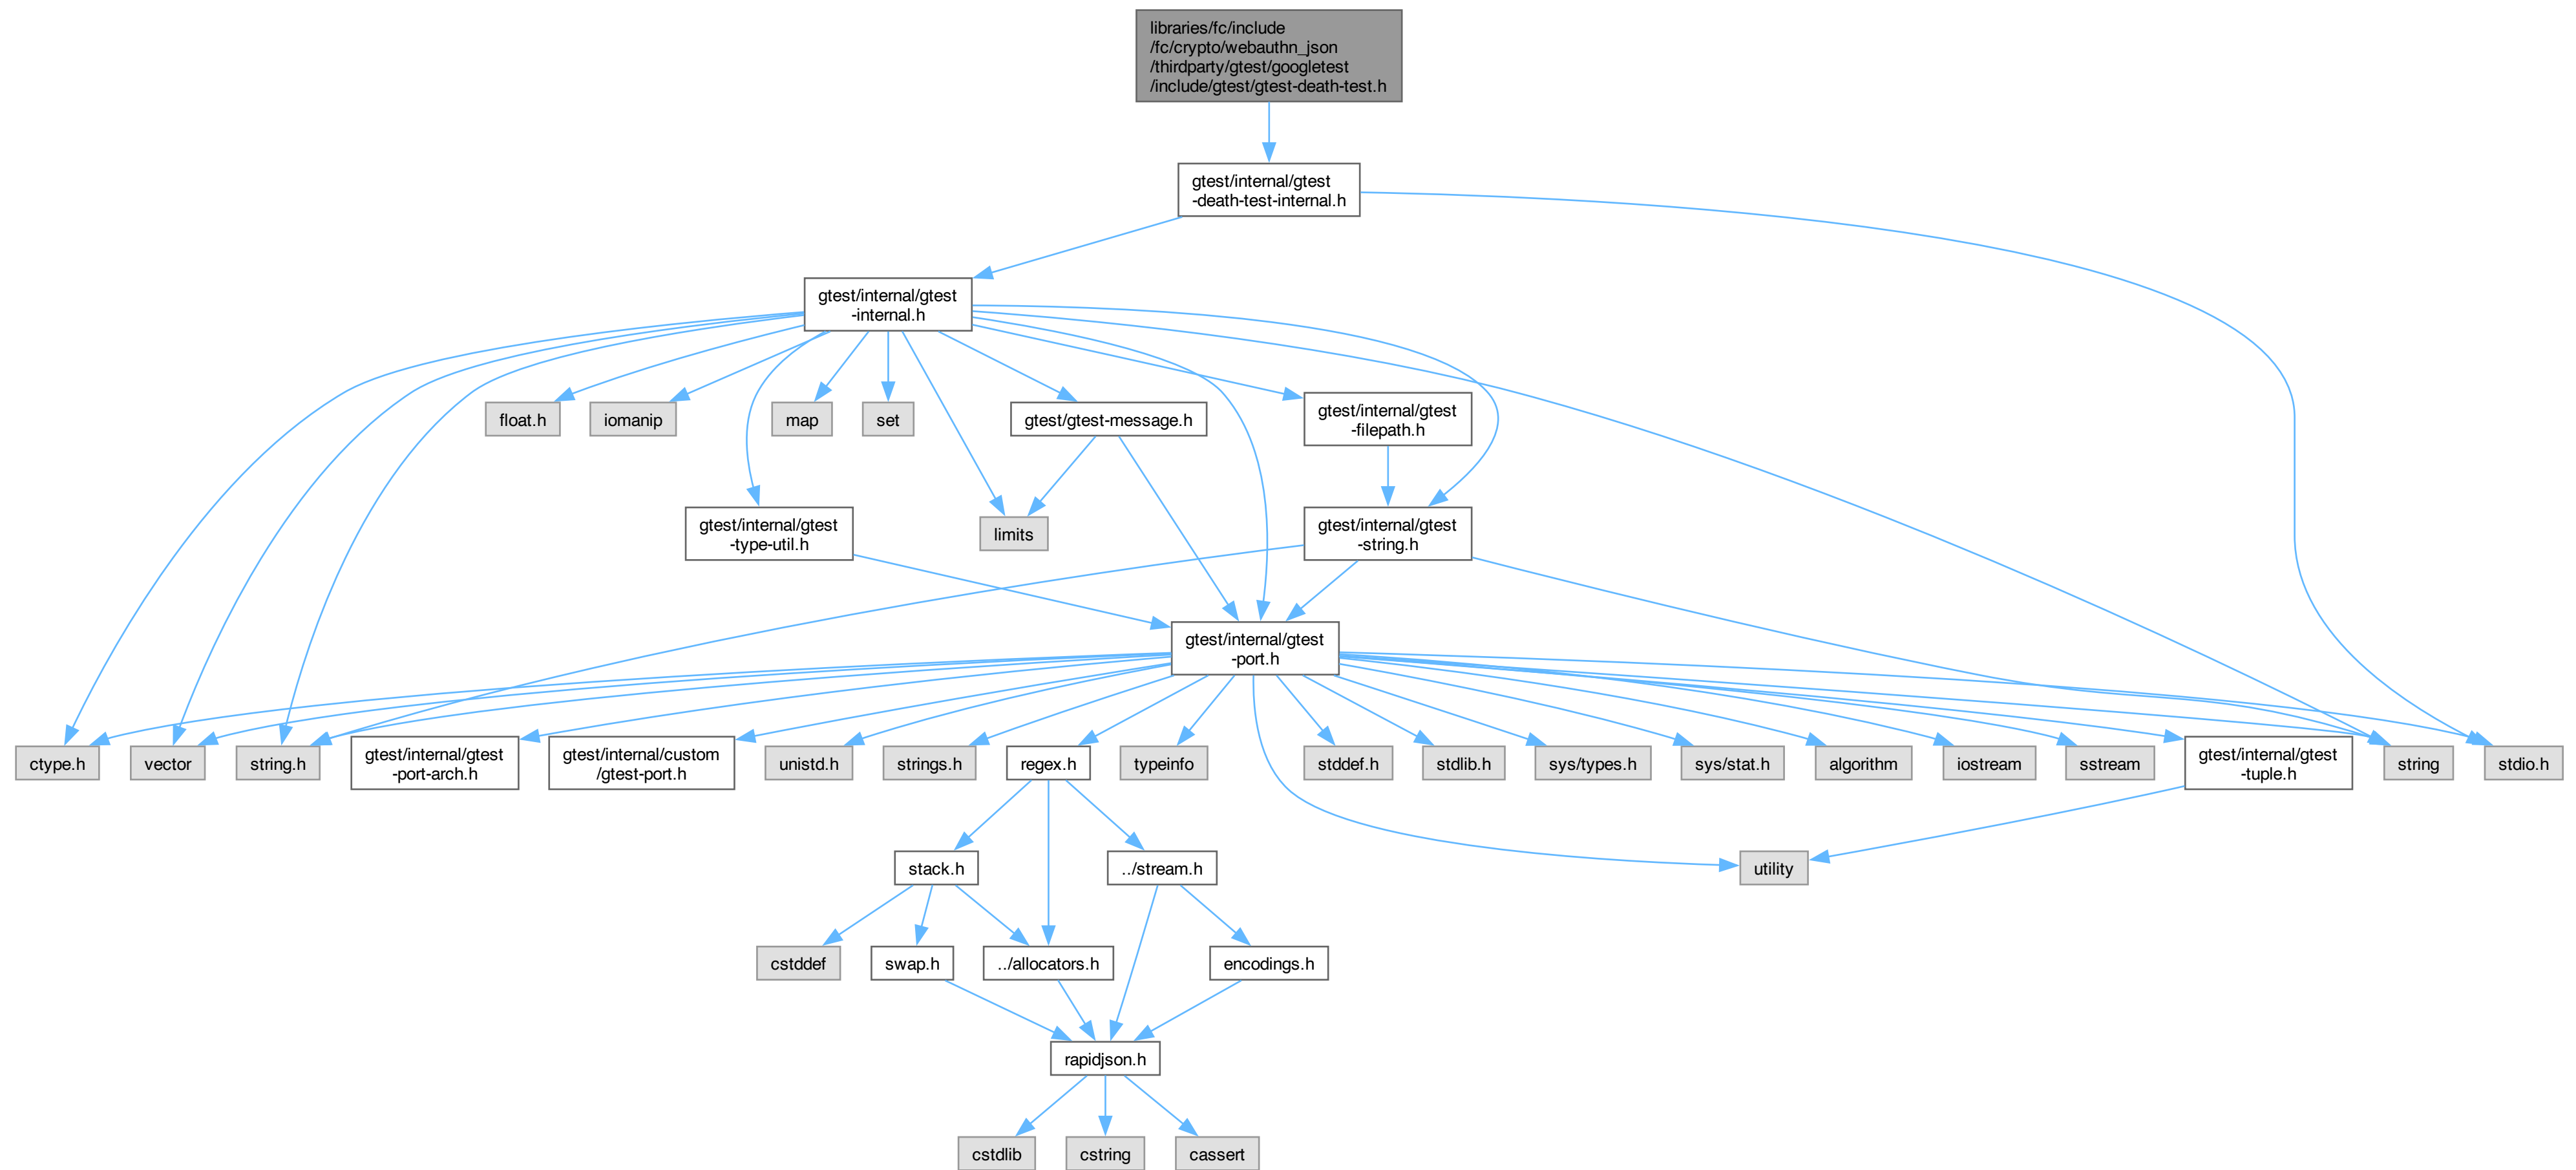 libraries/fc/include
/fc/crypto/webauthn_json
/thirdparty/gtest/googletest
/include/gtest/gtest-death-test.h
gtest/internal/gtest
-death-test-internal.h
gtest/internal/gtest
-internal.h
float.h
iomanip
map
set
gtest/gtest-message.h
gtest/internal/gtest
-filepath.h
gtest/internal/gtest
-type-util.h
limits
gtest/internal/gtest
-string.h
gtest/internal/gtest
-port.h
ctype.h
vector
string.h
gtest/internal/gtest
-port-arch.h
gtest/internal/custom
/gtest-port.h
unistd.h
strings.h
regex.h
typeinfo
stddef.h
stdlib.h
sys/types.h
sys/stat.h
algorithm
iostream
sstream
gtest/internal/gtest
-tuple.h
string
stdio.h
stack.h
../stream.h
utility
cstddef
swap.h
../allocators.h
encodings.h
rapidjson.h
cstdlib
cstring
cassert